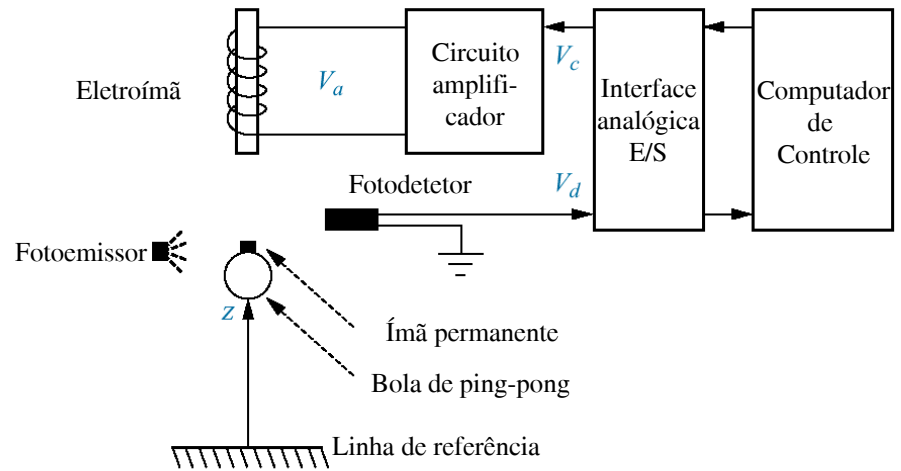 Eletroímã
V_a
Circuito
amplifi-
cador
V_c
Interface
analógica
E/S
Computador
de
Controle
Fotodetetor
V_d
Fotoemissor
z
Ímã permanente
Bola de ping-pong
Linha de referência